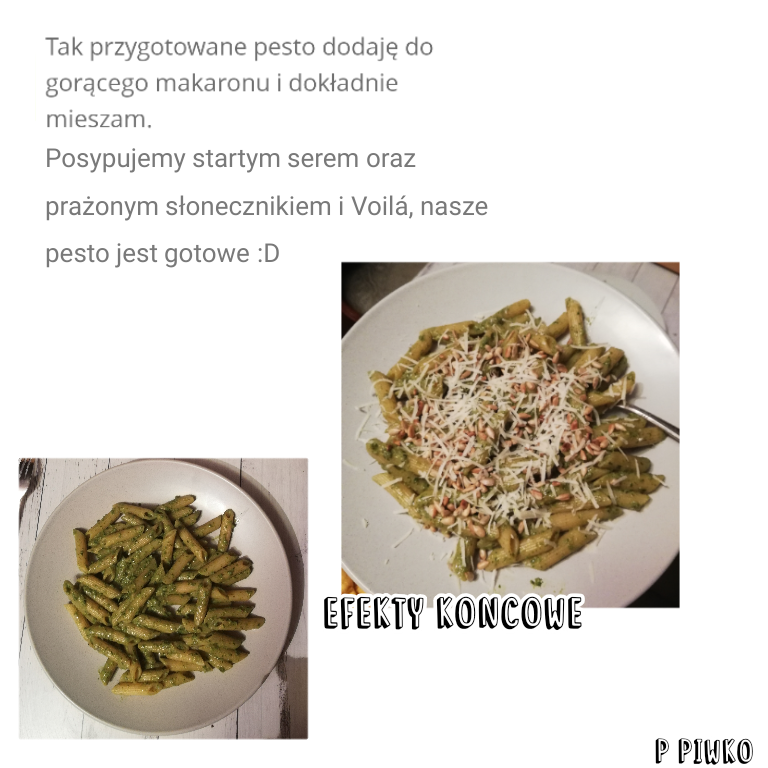 Tak przygotowane pesto dodaję do
gorącego makaronu i dokładnie
mieszam.
Posypujemy startym serem oraz
prażonym słonecznikiem i Voilá, nasze
pesto jest gotowe :D
EFEKTY KONCOWE
P PIWKO